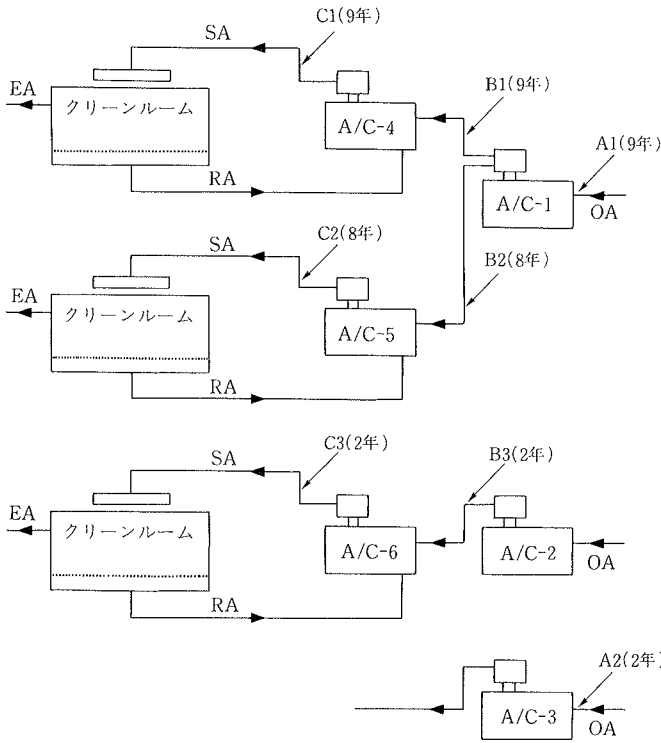 C1(9年)
SA
EA
クリーンルーム
A/C-4
B1(9年)
RA
A1(9年)
A/C-1
OA
C2(8年)
SA
B2(8年)
EA
クリーンルーム
A/C-5
RA
C3(2年)
SA
B3(2年)
EA
クリーンルーム
A/C-6
A/C-2
OA
RA
A2(2年)
A/C-3
OA